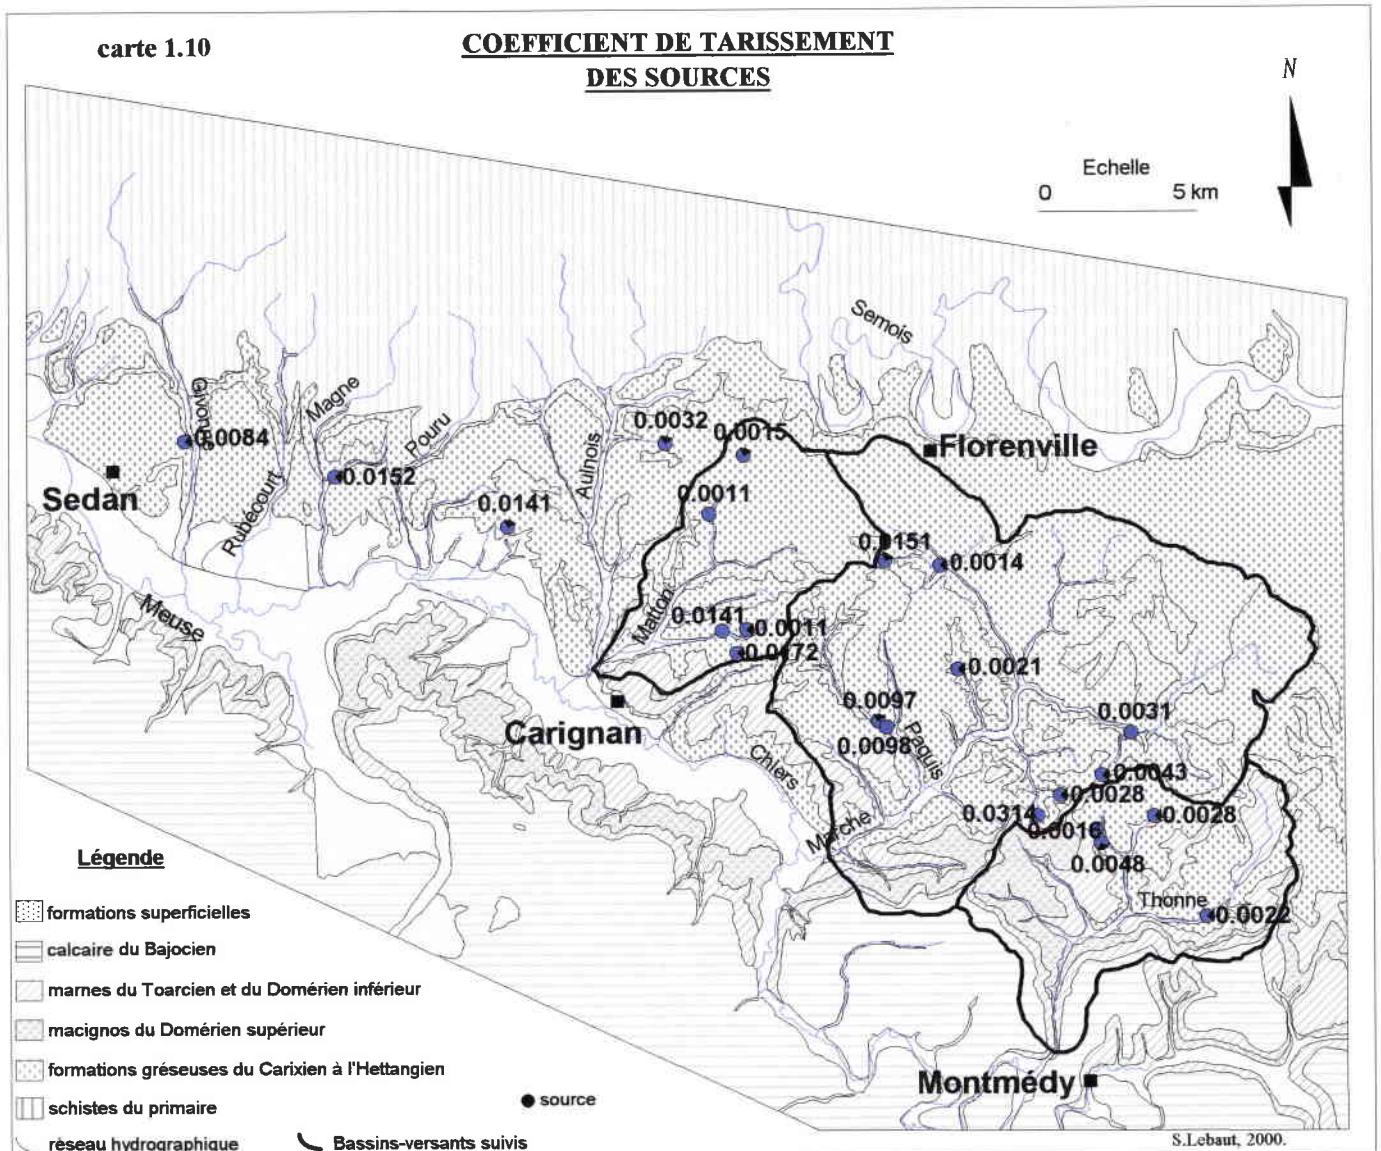 carte 1.10
COEFFICIENT DE TARISSEMENT
DES SOURCES
N
Echelle
0 5 km
Semois
Givonne
0.0084
Magne
Pouru
0.0152
Rubécourt
Sedan
0.0141
Aulnois
0.0032
0.0015
Florenville
0.0011
0.0151
0.0014
Meuse
Matton
0.0141
0.0011
0.0172
0.0021
Carignan
Chiers
0.0097
0.0098
Paquis
0.0031
0.0043
0.0028
0.0314
0.0016
0.0028
0.0048
Marche
Thonne
0.0022
Montmédy
Légende
formations superficielles
calcaire du Bajocien
marnes du Toarcien et du Domérien inférieur
macignos du Domérien supérieur
formations gréseuses du Carixien à l'Hettangien
schistes du primaire
source
réseau hydrographique
Bassins-versants suivis
S.Lebaut, 2000.